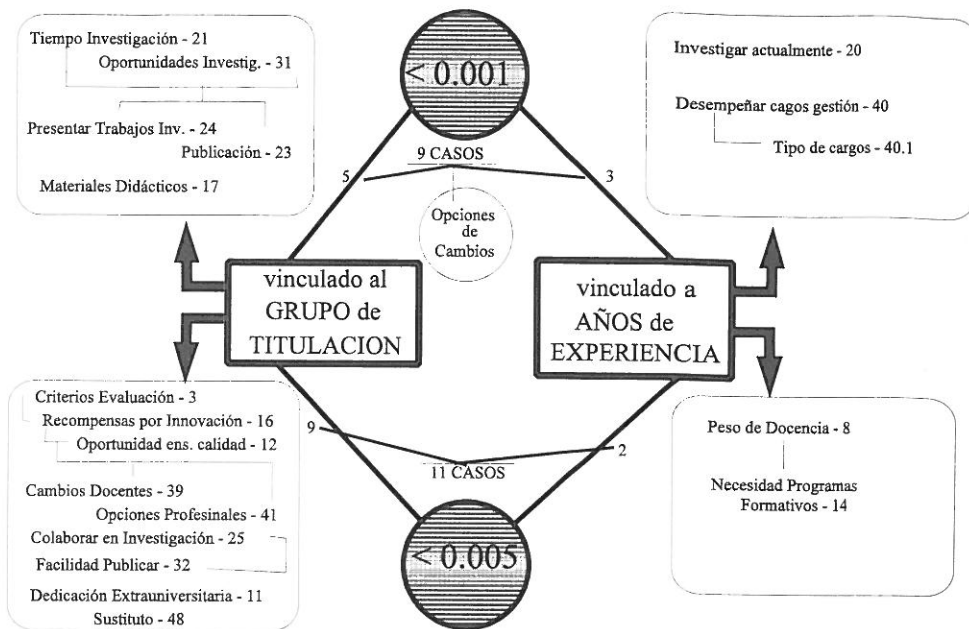 Tiempo Investigación - 21
Oportunidades Investig. - 31
Presentar Trabajos Inv. - 24
Publicación - 23
Materiales Didácticos - 17
< 0.001
9 CASOS
5
3
Opciones
de
Cambios
Investigar actualmente - 20
Desempeñar cagos gestión - 40
Tipo de cargos - 40.1
vinculado al
GRUPO de
TITULACION
vinculado a
AÑOS de
EXPERIENCIA
Criterios Evaluación - 3
Recompensas por Innovación - 16
Oportunidad ens. calidad - 12
Cambios Docentes - 39
Opciones Profesinales - 41
Colaborar en Investigación - 25
Facilidad Publicar - 32
Dedicación Extrauniversitaria - 11
Sustituto - 48
9
2
11 CASOS
< 0.005
Peso de Docencia - 8
Necesidad Programas
Formativos - 14